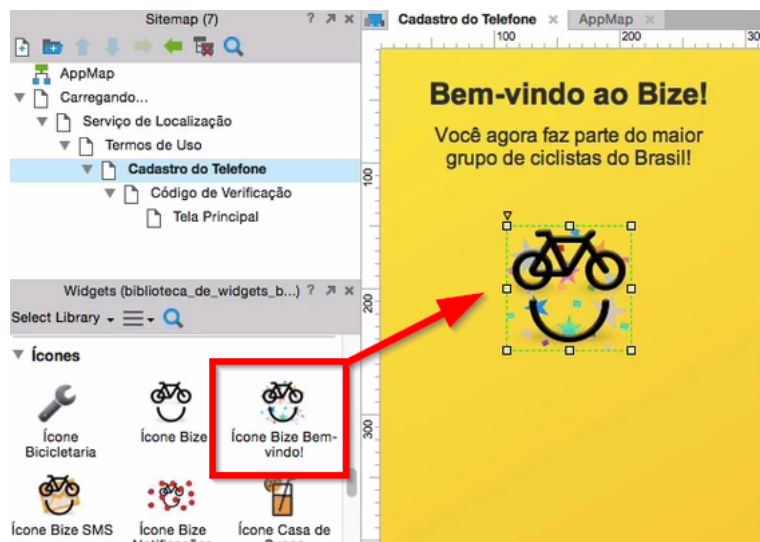 Sitemap (7)
AppMap
Carregando...
Serviço de Localização
Termos de Uso
Cadastro do Telefone
Código de Verificação
Tela Principal
Widgets (biblioteca_de_widgets_b...)
Select Library
Ícones
Ícone
Bicicletaria
Ícone Bize
Ícone Bize Bem-
vindo!
Ícone Bize SMS
Ícone Bize
Ícone Casa de
Cadastro do Telefone
AppMap
100
200
300
100
200
300
Bem-vindo ao Bize!
Você agora faz parte do maior
grupo de ciclistas do Brasil!